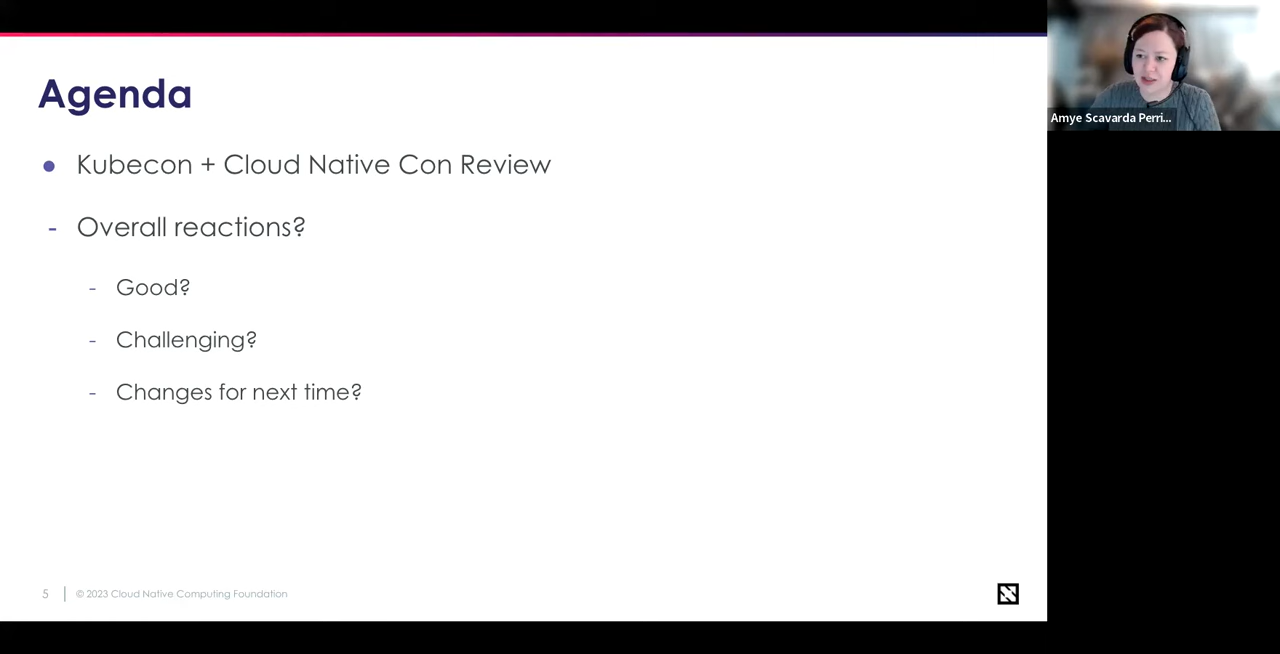 Agenda
● Kubecon + Cloud Native Con Review
- Overall reactions?
- Good?
- Challenging?
- Changes for next time?
5 | © 2023 Cloud Native Computing Foundation
Amye Scavarda Perri...